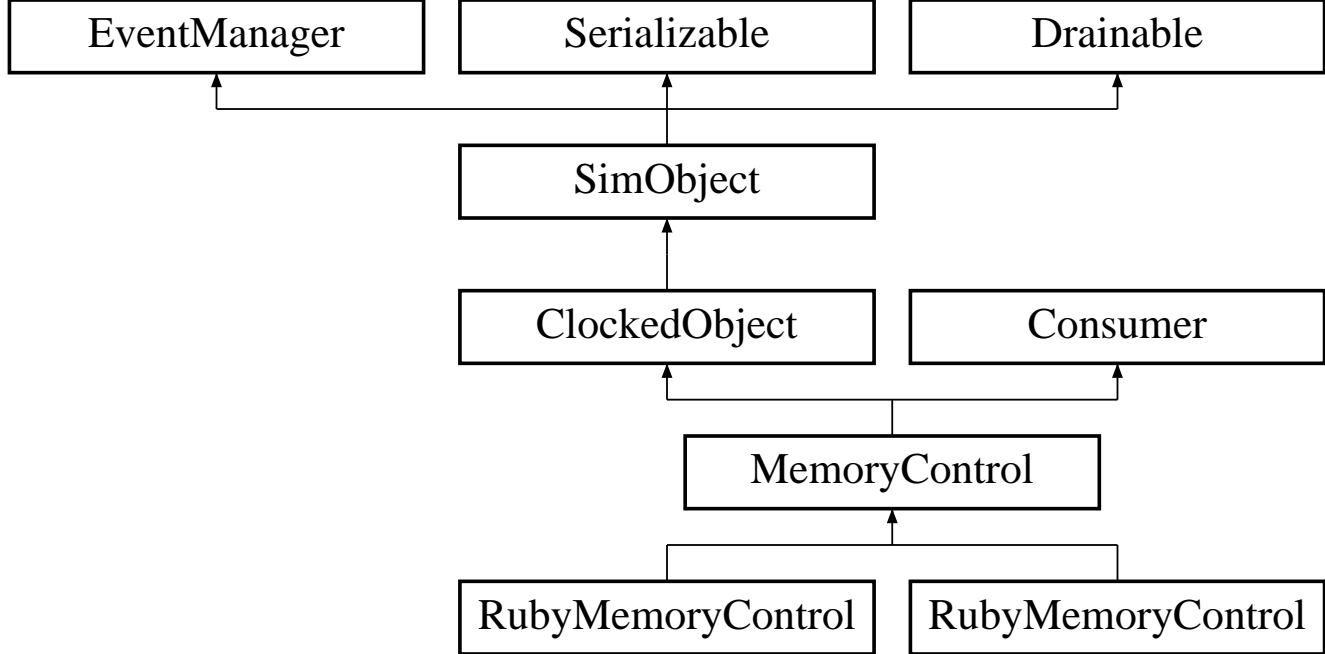 EventManager
Serializable
Drainable
SimObject
ClockedObject
Consumer
MemoryControl
RubyMemoryControl
RubyMemoryControl